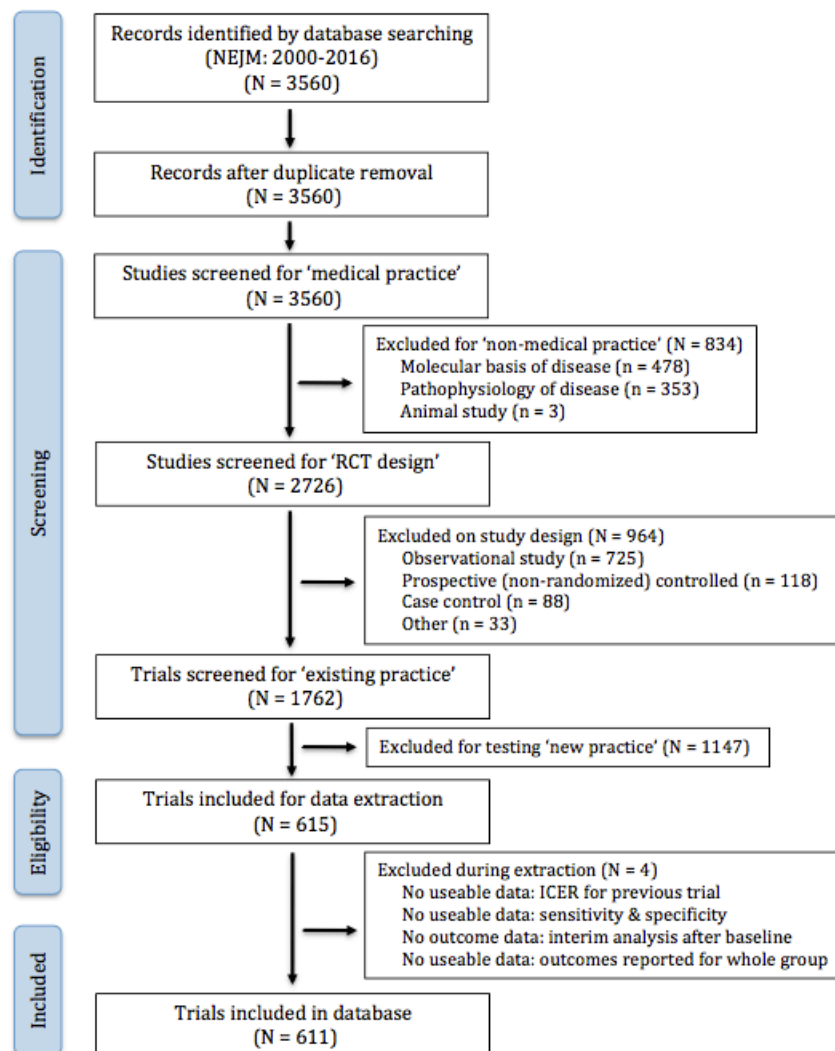 Identification
Records identified by database searching
(NEJM: 2000-2016)
(N = 3560)
Records after duplicate removal
(N = 3560)
Screening
Studies screened for ‘medical practice’
(N = 3560)
Excluded for ‘non-medical practice’ (N = 834)
Molecular basis of disease (n = 478)
Pathophysiology of disease (n = 353)
Animal study (n = 3)
Studies screened for ‘RCT design’
(N = 2726)
Excluded on study design (N = 964)
Observational study (n = 725)
Prospective (non-randomized) controlled (n = 118)
Case control (n = 88)
Other (n = 33)
Trials screened for ‘existing practice’
(N = 1762)
Excluded for testing ‘new practice’ (N = 1147)
Eligibility
Trials included for data extraction
(N = 615)
Excluded during extraction (N = 4)
No useable data: ICER for previous trial
No useable data: sensitivity & specificity
No outcome data: interim analysis after baseline
No useable data: outcomes reported for whole group
Included
Trials included in database
(N = 611)